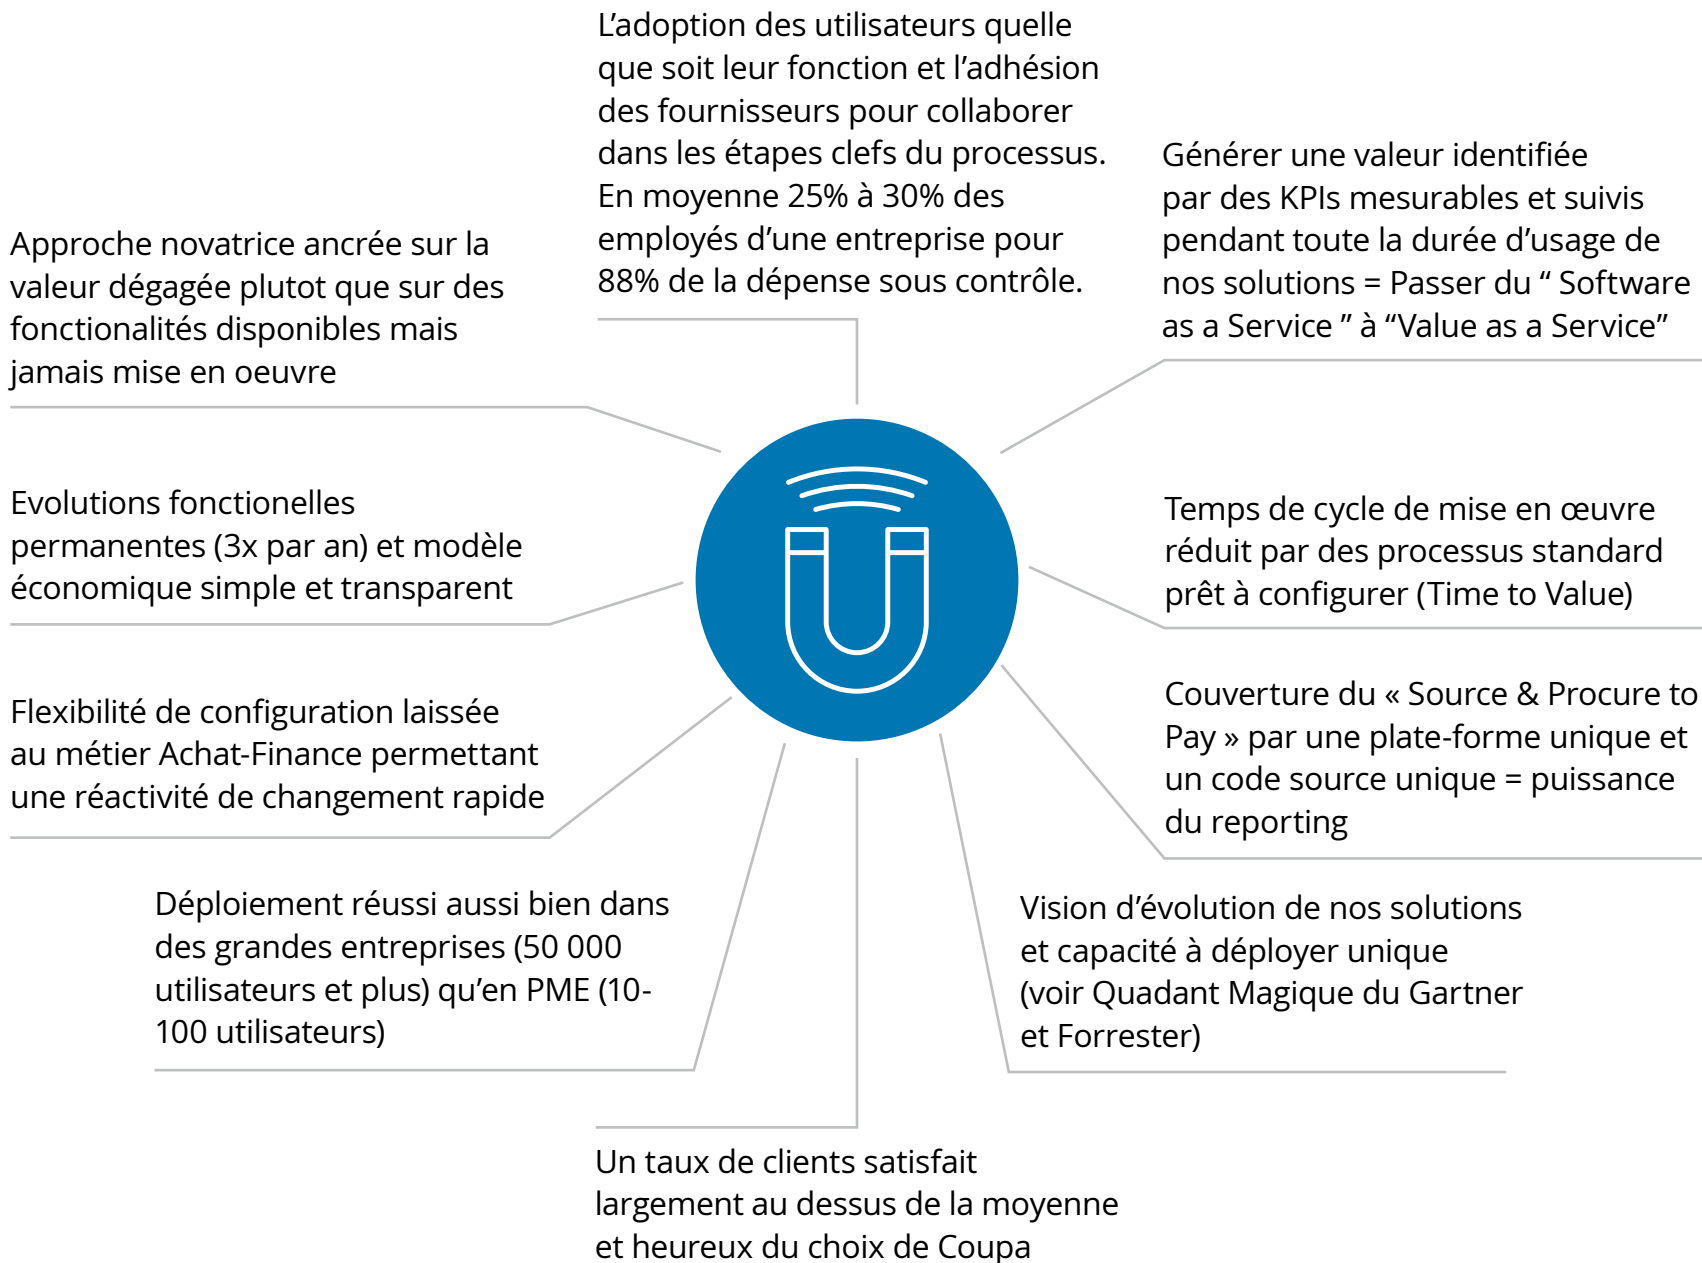 L’adoption des utilisateurs quelle
que soit leur fonction et l’adhésion
des fournisseurs pour collaborer
dans les étapes clefs du processus.
En moyenne 25% à 30% des
employés d’une entreprise pour
88% de la dépense sous contrôle.
Générer une valeur identifiée
par des KPIs mesurables et suivis
pendant toute la durée d’usage de
nos solutions = Passer du “ Software
as a Service ” à “Value as a Service”
Approche novatrice ancrée sur la
valeur dégagée plutot que sur des
fonctionalités disponibles mais
jamais mise en oeuvre
Evolutions fonctionelles
permanentes (3x par an) et modèle
économique simple et transparent
Temps de cycle de mise en œuvre
réduit par des processus standard
prêt à configurer (Time to Value)
Flexibilité de configuration laissée
au métier Achat-Finance permettant
une réactivité de changement rapide
Couverture du « Source & Procure to
Pay » par une plate-forme unique et
un code source unique = puissance
du reporting
Déploiement réussi aussi bien dans
des grandes entreprises (50 000
utilisateurs et plus) qu’en PME (10-
100 utilisateurs)
Vision d’évolution de nos solutions
et capacité à déployer unique
(voir Quadant Magique du Gartner
et Forrester)
Un taux de clients satisfait
largement au dessus de la moyenne
et heureux du choix de Coupa